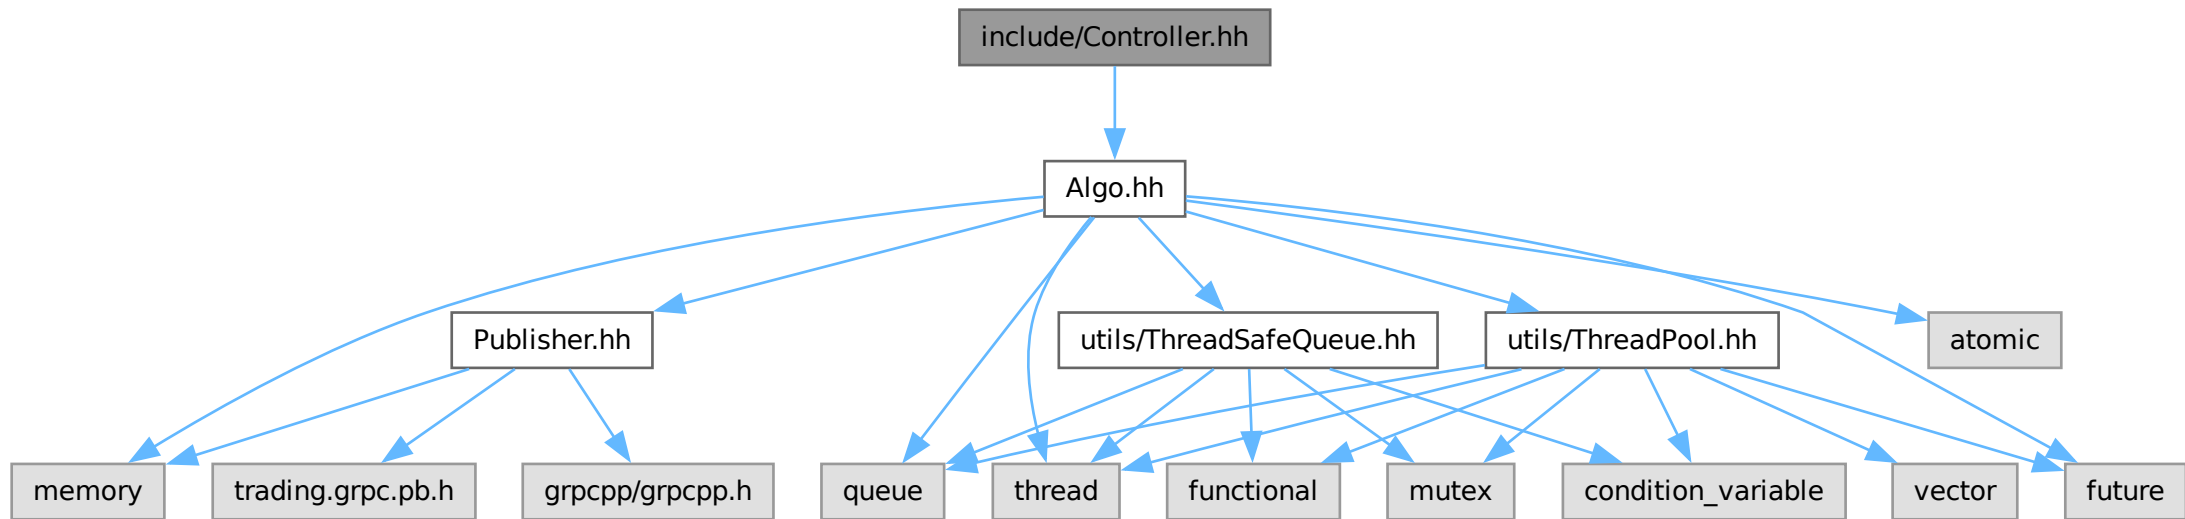 include/Controller.hh
Algo.hh
Publisher.hh
utils/ThreadSafeQueue.hh
utils/ThreadPool.hh
atomic
memory
trading.grpc.pb.h
grpcpp/grpcpp.h
queue
thread
functional
mutex
condition_variable
vector
future